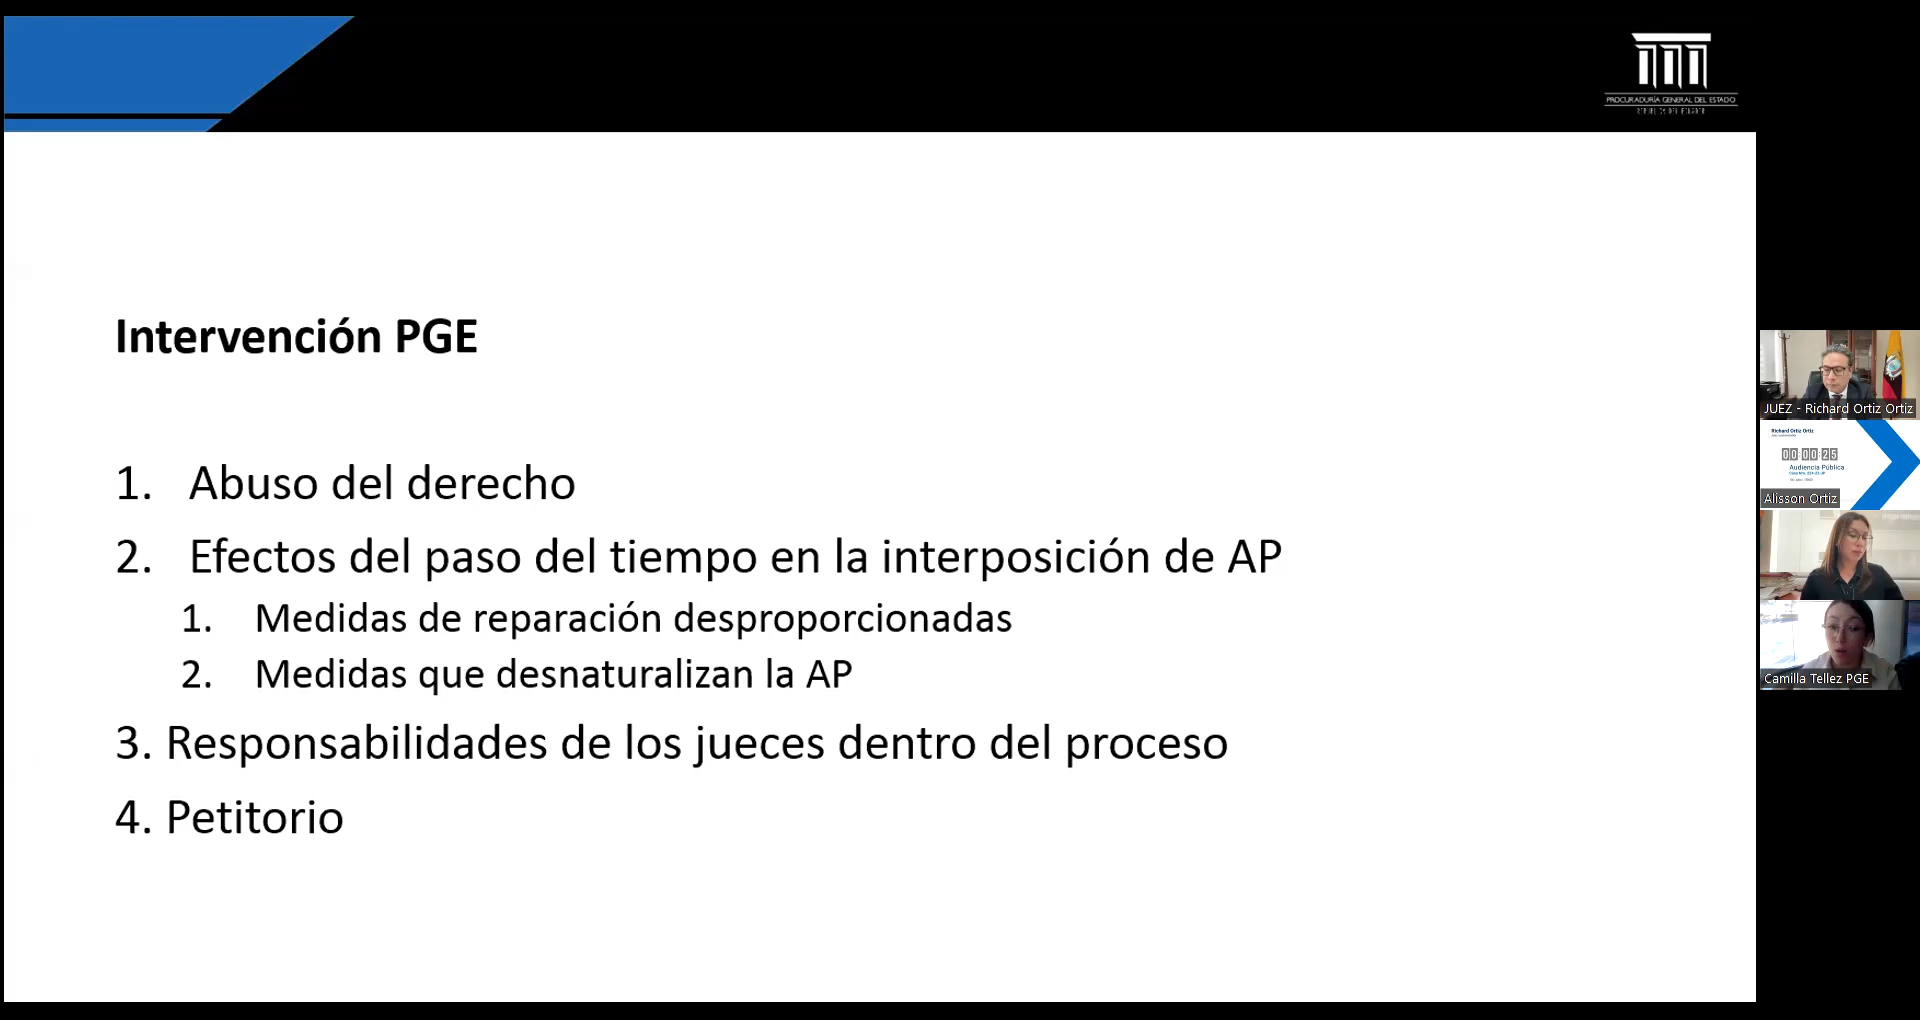 PROCURADURÍA GENERAL DEL ESTADO
REPÚBLICA DEL ECUADOR
Intervención PGE
1. Abuso del derecho
2. Efectos del paso del tiempo en la interposición de AP
1. Medidas de reparación desproporcionadas
2. Medidas que desnaturalizan la AP
3. Responsabilidades de los jueces dentro del proceso
4. Petitorio
JUEZ - Richard Ortiz Ortiz
Richard Ortiz Ortiz
00:00:25
Audiencia Pública
Alisson Ortiz
Camilla Tellez PGE